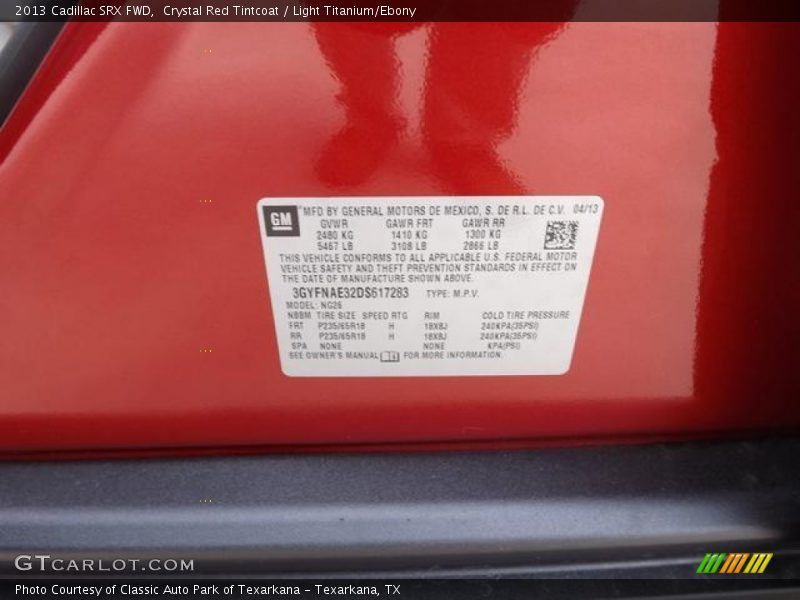 2013 Cadillac SRX FWD, Crystal Red Tintcoat / Light Titanium/Ebony
GM MFD BY GENERAL MOTORS DE MEXICO, S. DE R.L. DE C.V. 04/13
GVWR GAWR FRT GAWR RR
2480 KG 1410 KG 1300 KG
5467 LB 3108 LB 2866 LB
THIS VEHICLE CONFORMS TO ALL APPLICABLE U.S. FEDERAL MOTOR
VEHICLE SAFETY AND THEFT PREVENTION STANDARDS IN EFFECT ON
THE DATE OF MANUFACTURE SHOWN ABOVE.
3GYFNAE32DS617283 TYPE: M.P.V.
MODEL: NG26
NBBM TIRE SIZE SPEED RTG RIM COLD TIRE PRESSURE
FRT P235/65R18 H 18X8J 240KPA(35PSI)
RR P235/65R18 H 18X8J 240KPA(35PSI)
SPA NONE NONE KPA(PSI)
SEE OWNER'S MANUAL FOR MORE INFORMATION.
GTCARLOT.COM
Photo Courtesy of Classic Auto Park of Texarkana - Texarkana, TX